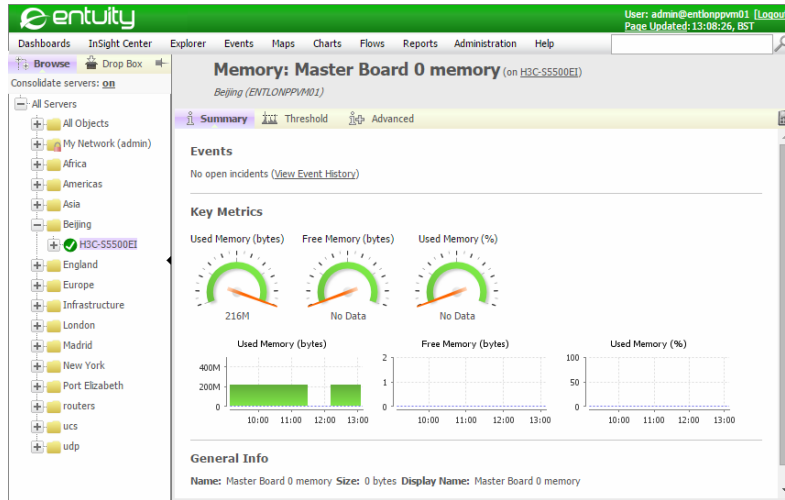 entuity
User: admin@entlonppvm01 [Logout
Page Updated: 13:08:26, BST
Dashboards InSight Center Explorer Events Maps Charts Flows Reports Administration Help
Browse Drop Box
Consolidate servers: on
All Servers
All Objects
My Network (admin)
Africa
Americas
Asia
Beijing
H3C-S5500EI
England
Europe
Infrastructure
London
Madrid
New York
Port Elizabeth
routers
ucs
udp
Memory: Master Board 0 memory (on H3C-S5500EI)
Beijing (ENTLONPPVM01)
Summary Threshold Advanced
Events
No open incidents (View Event History)
Key Metrics
Used Memory (bytes) Free Memory (bytes) Used Memory (%)
216M No Data No Data
Used Memory (bytes)
400M
200M
0
10:00 11:00 12:00 13:00
Free Memory (bytes)
2
1
0
10:00 11:00 12:00 13:00
Used Memory (%)
100
50
0
10:00 11:00 12:00 13:00
General Info
Name: Master Board 0 memory Size: 0 bytes Display Name: Master Board 0 memory